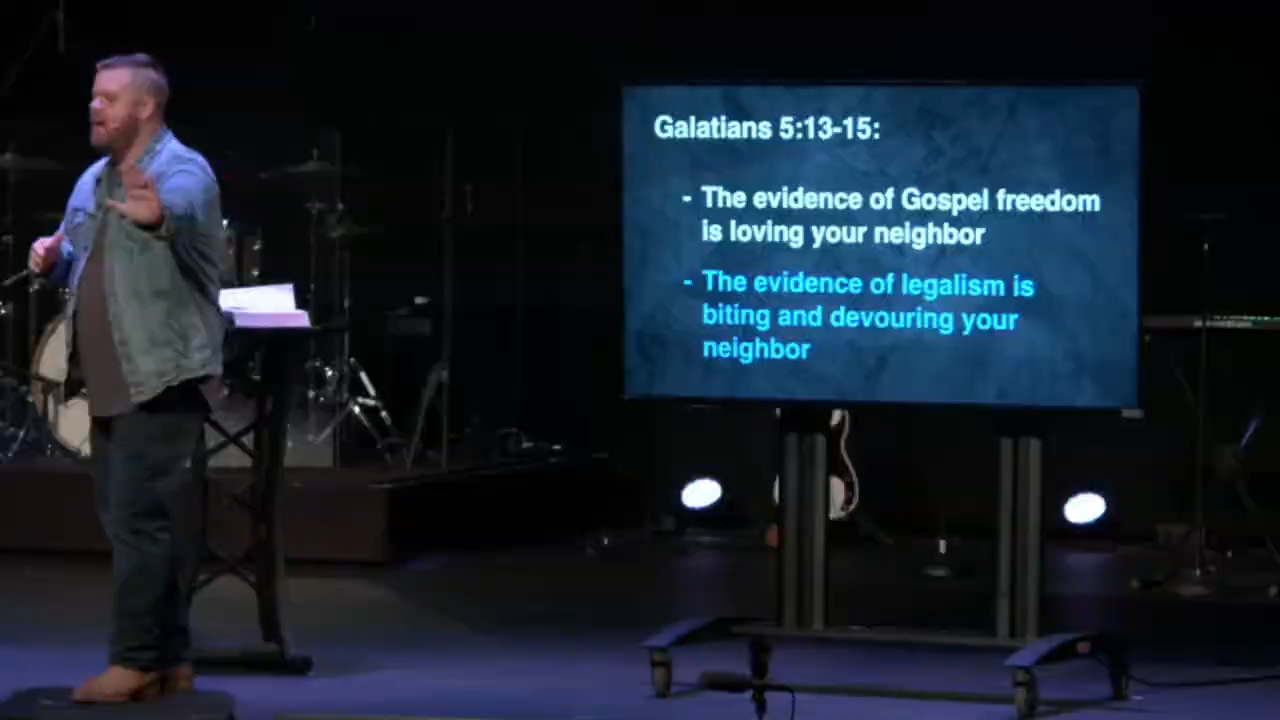 Galatians 5:13-15:
- The evidence of Gospel freedom
is loving your neighbor
- The evidence of legalism is
biting and devouring your
neighbor